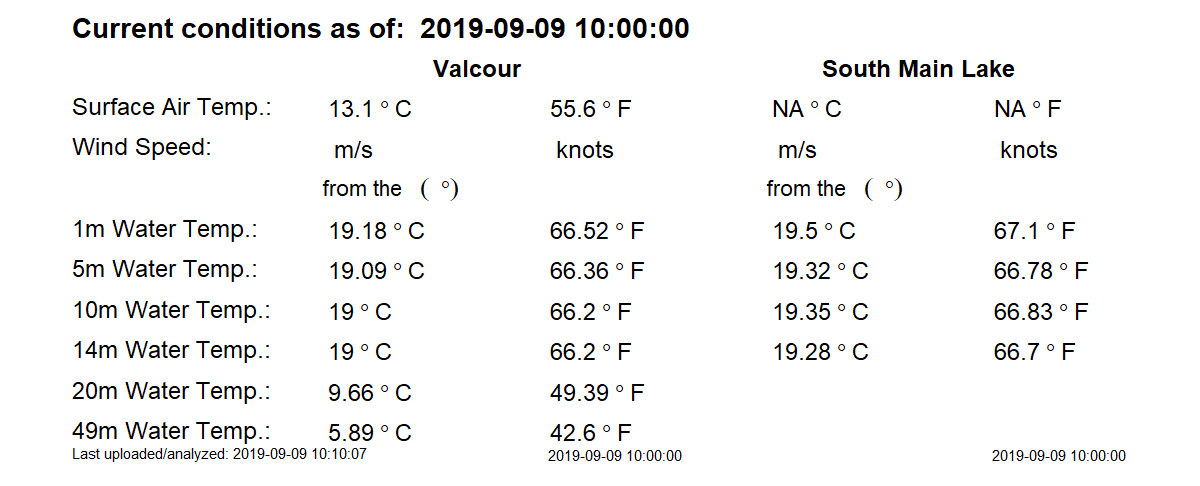 Current conditions as of: 2019-09-09 10:00:00
Valcour South Main Lake
Surface Air Temp.: 13.1 ° C 55.6 ° F NA ° C NA ° F
Wind Speed: m/s knots m/s knots
from the ( °) from the ( °)
1m Water Temp.: 19.18 ° C 66.52 ° F 19.5 ° C 67.1 ° F
5m Water Temp.: 19.09 ° C 66.36 ° F 19.32 ° C 66.78 ° F
10m Water Temp.: 19 ° C 66.2 ° F 19.35 ° C 66.83 ° F
14m Water Temp.: 19 ° C 66.2 ° F 19.28 ° C 66.7 ° F
20m Water Temp.: 9.66 ° C 49.39 ° F
49m Water Temp.: 5.89 ° C 42.6 ° F
Last uploaded/analyzed: 2019-09-09 10:10:07 2019-09-09 10:00:00 2019-09-09 10:00:00